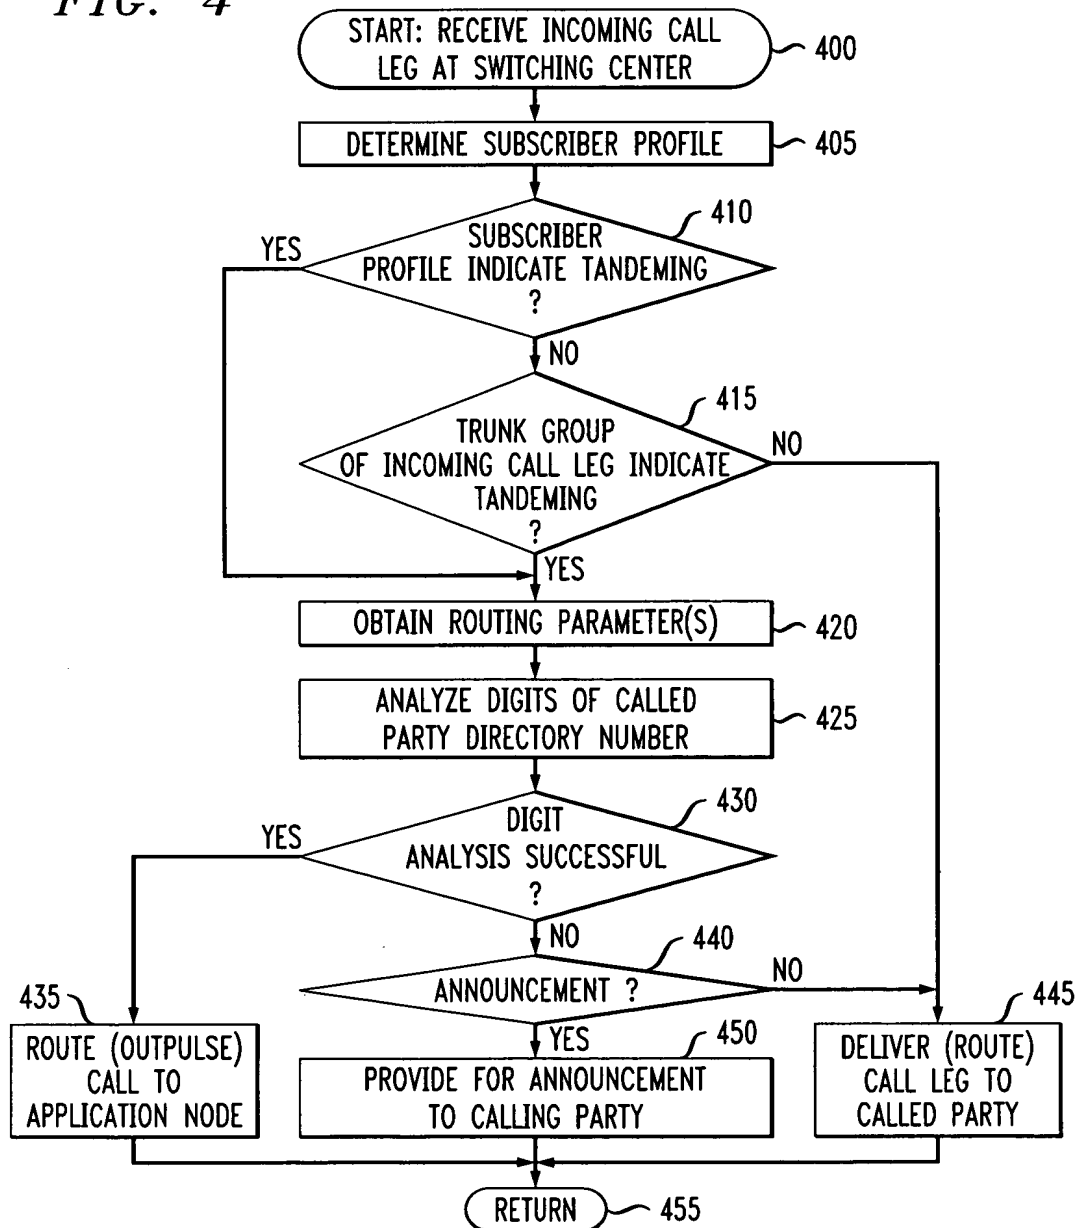 FIG. 4
START: RECEIVE INCOMING CALL
LEG AT SWITCHING CENTER
400
DETERMINE SUBSCRIBER PROFILE
405
410
SUBSCRIBER
PROFILE INDICATE TANDEMING
?
YES
NO
415
TRUNK GROUP
OF INCOMING CALL LEG INDICATE
TANDEMING
?
NO
YES
OBTAIN ROUTING PARAMETER(S)
420
ANALYZE DIGITS OF CALLED
PARTY DIRECTORY NUMBER
425
430
DIGIT
ANALYSIS SUCCESSFUL
?
YES
NO
440
ANNOUNCEMENT ?
NO
YES
435
ROUTE (OUTPULSE)
CALL TO
APPLICATION NODE
450
PROVIDE FOR ANNOUNCEMENT
TO CALLING PARTY
445
DELIVER (ROUTE)
CALL LEG TO
CALLED PARTY
RETURN
455